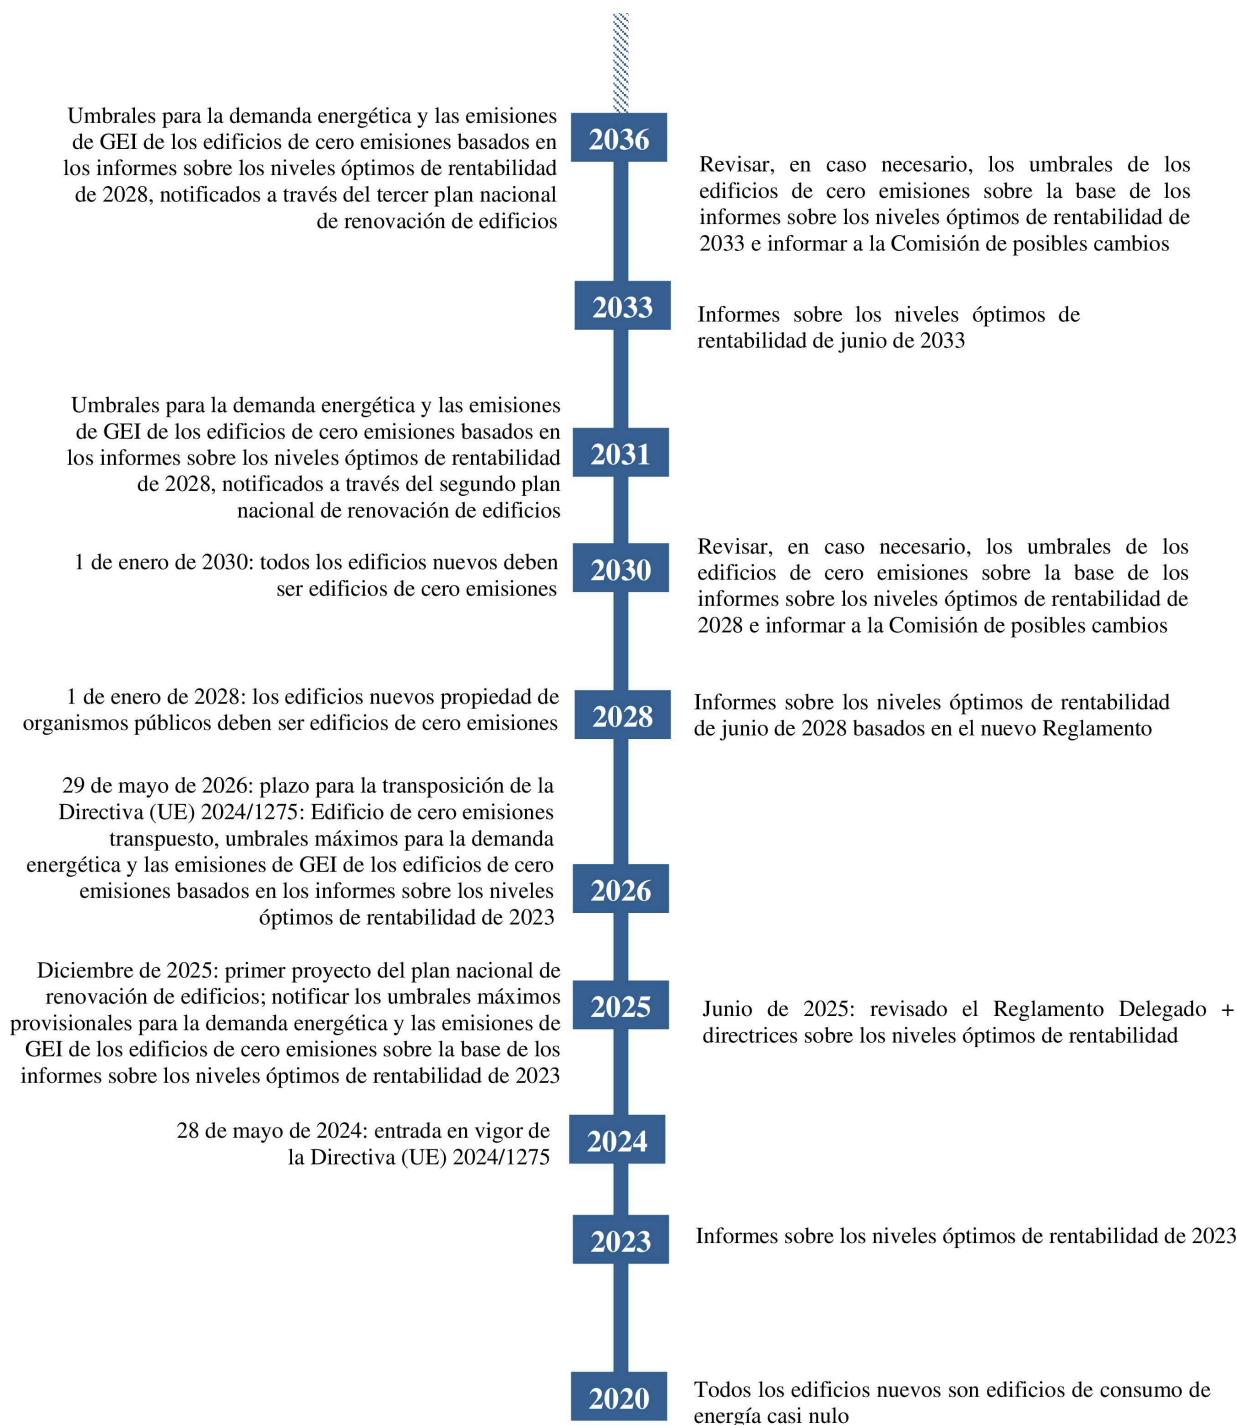 Umbrales para la demanda energética y las emisiones
de GEI de los edificios de cero emisiones basados en
los informes sobre los niveles óptimos de rentabilidad
de 2028, notificados a través del tercer plan nacional
de renovación de edificios
2036
Revisar, en caso necesario, los umbrales de los
edificios de cero emisiones sobre la base de los
informes sobre los niveles óptimos de rentabilidad de
2033 e informar a la Comisión de posibles cambios
2033
Informes sobre los niveles óptimos de
rentabilidad de junio de 2033
Umbrales para la demanda energética y las emisiones
de GEI de los edificios de cero emisiones basados en
los informes sobre los niveles óptimos de rentabilidad
de 2028, notificados a través del segundo plan
nacional de renovación de edificios
2031
1 de enero de 2030: todos los edificios nuevos deben
ser edificios de cero emisiones
2030
Revisar, en caso necesario, los umbrales de los
edificios de cero emisiones sobre la base de los
informes sobre los niveles óptimos de rentabilidad de
2028 e informar a la Comisión de posibles cambios
1 de enero de 2028: los edificios nuevos propiedad de
organismos públicos deben ser edificios de cero emisiones
2028
Informes sobre los niveles óptimos de rentabilidad
de junio de 2028 basados en el nuevo Reglamento
29 de mayo de 2026: plazo para la transposición de la
Directiva (UE) 2024/1275: Edificio de cero emisiones
transpuesto, umbrales máximos para la demanda
energética y las emisiones de GEI de los edificios de cero
emisiones basados en los informes sobre los niveles
óptimos de rentabilidad de 2023
2026
Diciembre de 2025: primer proyecto del plan nacional de
renovación de edificios; notificar los umbrales máximos
provisionales para la demanda energética y las emisiones de
GEI de los edificios de cero emisiones sobre la base de los
informes sobre los niveles óptimos de rentabilidad de 2023
2025
Junio de 2025: revisado el Reglamento Delegado +
directrices sobre los niveles óptimos de rentabilidad
28 de mayo de 2024: entrada en vigor de
la Directiva (UE) 2024/1275
2024
2023
Informes sobre los niveles óptimos de rentabilidad de 2023
2020
Todos los edificios nuevos son edificios de consumo de
energía casi nulo